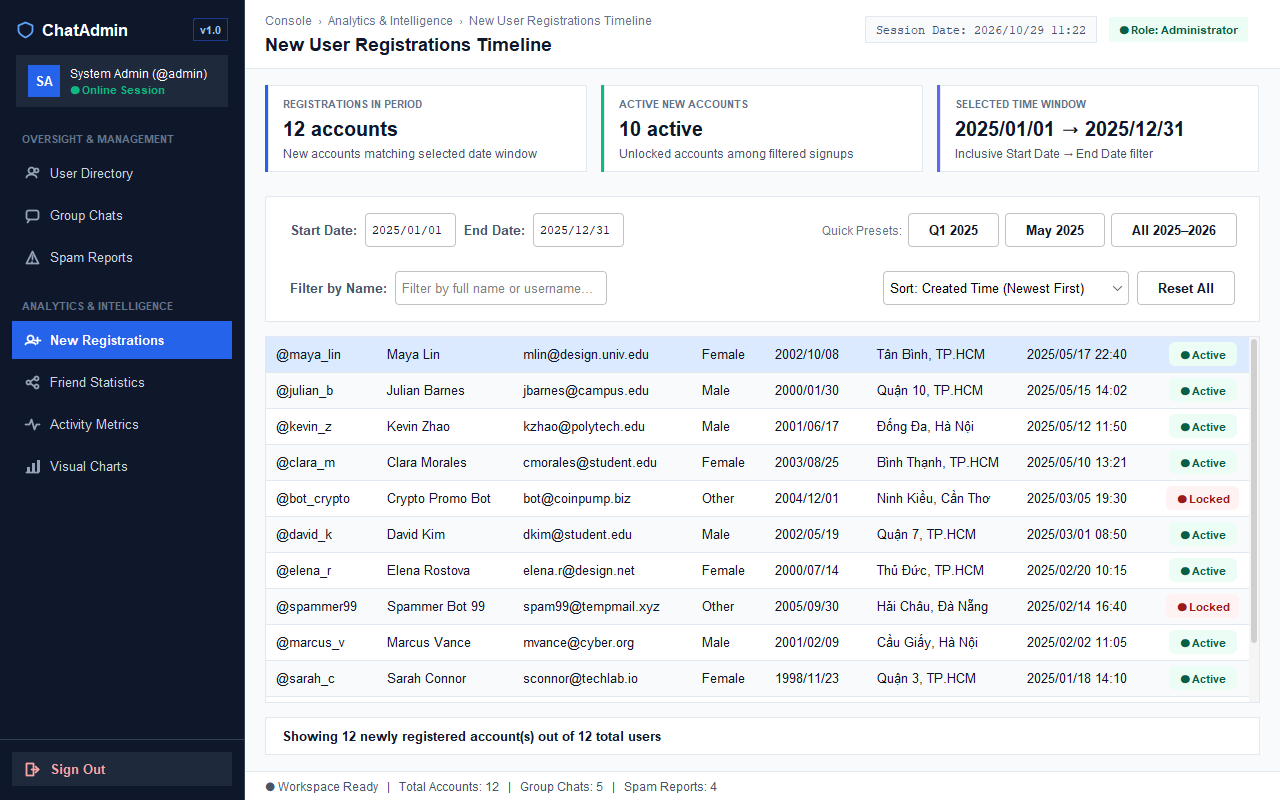 ChatAdmin v1.0
SA System Admin (@admin)
Online Session
OVERSIGHT & MANAGEMENT
User Directory
Group Chats
Spam Reports
ANALYTICS & INTELLIGENCE
New Registrations
Friend Statistics
Activity Metrics
Visual Charts
Sign Out
Console › Analytics & Intelligence › New User Registrations Timeline
New User Registrations Timeline
Session Date: 2026/10/29 11:22
Role: Administrator
REGISTRATIONS IN PERIOD
12 accounts
New accounts matching selected date window
ACTIVE NEW ACCOUNTS
10 active
Unlocked accounts among filtered signups
SELECTED TIME WINDOW
2025/01/01 → 2025/12/31
Inclusive Start Date → End Date filter
Start Date: 2025/01/01 End Date: 2025/12/31 Quick Presets: Q1 2025 May 2025 All 2025–2026
Filter by Name: Filter by full name or username... Sort: Created Time (Newest First) Reset All
@maya_lin Maya Lin mlin@design.univ.edu Female 2002/10/08 Tân Bình, TP.HCM 2025/05/17 22:40 Active
@julian_b Julian Barnes jbarnes@campus.edu Male 2000/01/30 Quận 10, TP.HCM 2025/05/15 14:02 Active
@kevin_z Kevin Zhao kzhao@polytech.edu Male 2001/06/17 Đống Đa, Hà Nội 2025/05/12 11:50 Active
@clara_m Clara Morales cmorales@student.edu Female 2003/08/25 Bình Thạnh, TP.HCM 2025/05/10 13:21 Active
@bot_crypto Crypto Promo Bot bot@coinpump.biz Other 2004/12/01 Ninh Kiều, Cần Thơ 2025/03/05 19:30 Locked
@david_k David Kim dkim@student.edu Male 2002/05/19 Quận 7, TP.HCM 2025/03/01 08:50 Active
@elena_r Elena Rostova elena.r@design.net Female 2000/07/14 Thủ Đức, TP.HCM 2025/02/20 10:15 Active
@spammer99 Spammer Bot 99 spam99@tempmail.xyz Other 2005/09/30 Hải Châu, Đà Nẵng 2025/02/14 16:40 Locked
@marcus_v Marcus Vance mvance@cyber.org Male 2001/02/09 Cầu Giấy, Hà Nội 2025/02/02 11:05 Active
@sarah_c Sarah Connor sconnor@techlab.io Female 1998/11/23 Quận 3, TP.HCM 2025/01/18 14:10 Active
Showing 12 newly registered account(s) out of 12 total users
Workspace Ready | Total Accounts: 12 | Group Chats: 5 | Spam Reports: 4